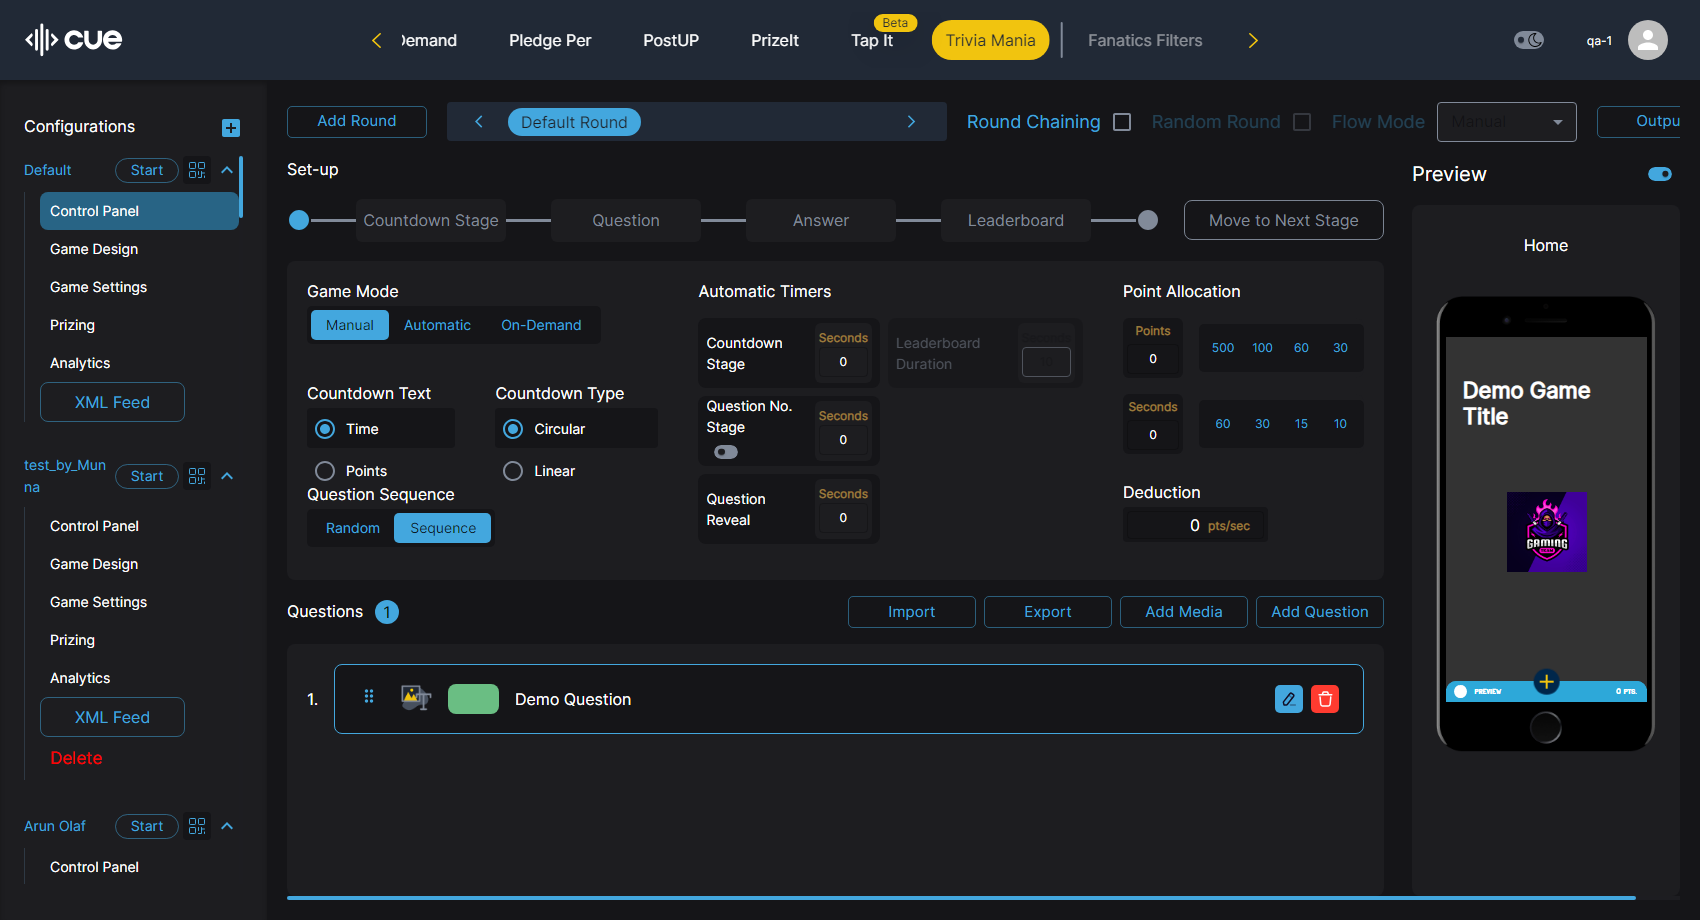 cue
Demand
Pledge Per
PostUP
PrizeIt
Tap It
Beta
Trivia Mania
Fanatics Filters
qa-1
Configurations
Default
Start
Control Panel
Game Design
Game Settings
Prizing
Analytics
XML Feed
test_by_Mun
na
Start
Control Panel
Game Design
Game Settings
Prizing
Analytics
XML Feed
Delete
Arun Olaf
Start
Control Panel
Add Round
Default Round
Round Chaining
Random Round
Flow Mode
Manual
Outpu
Set-up
Countdown Stage
Question
Answer
Leaderboard
Move to Next Stage
Game Mode
Manual
Automatic
On-Demand
Countdown Text
Time
Points
Countdown Type
Circular
Linear
Question Sequence
Random
Sequence
Automatic Timers
Countdown
Stage
Seconds
0
Leaderboard
Duration
Question No.
Stage
Seconds
0
Question
Reveal
Seconds
0
Point Allocation
Points
0
500 100 60 30
Seconds
0
60 30 15 10
Deduction
0 pts/sec
Questions 1
Import
Export
Add Media
Add Question
1.
Demo Question
Preview
Home
Demo Game
Title
GAMING
PREVIEW
0 PTS.